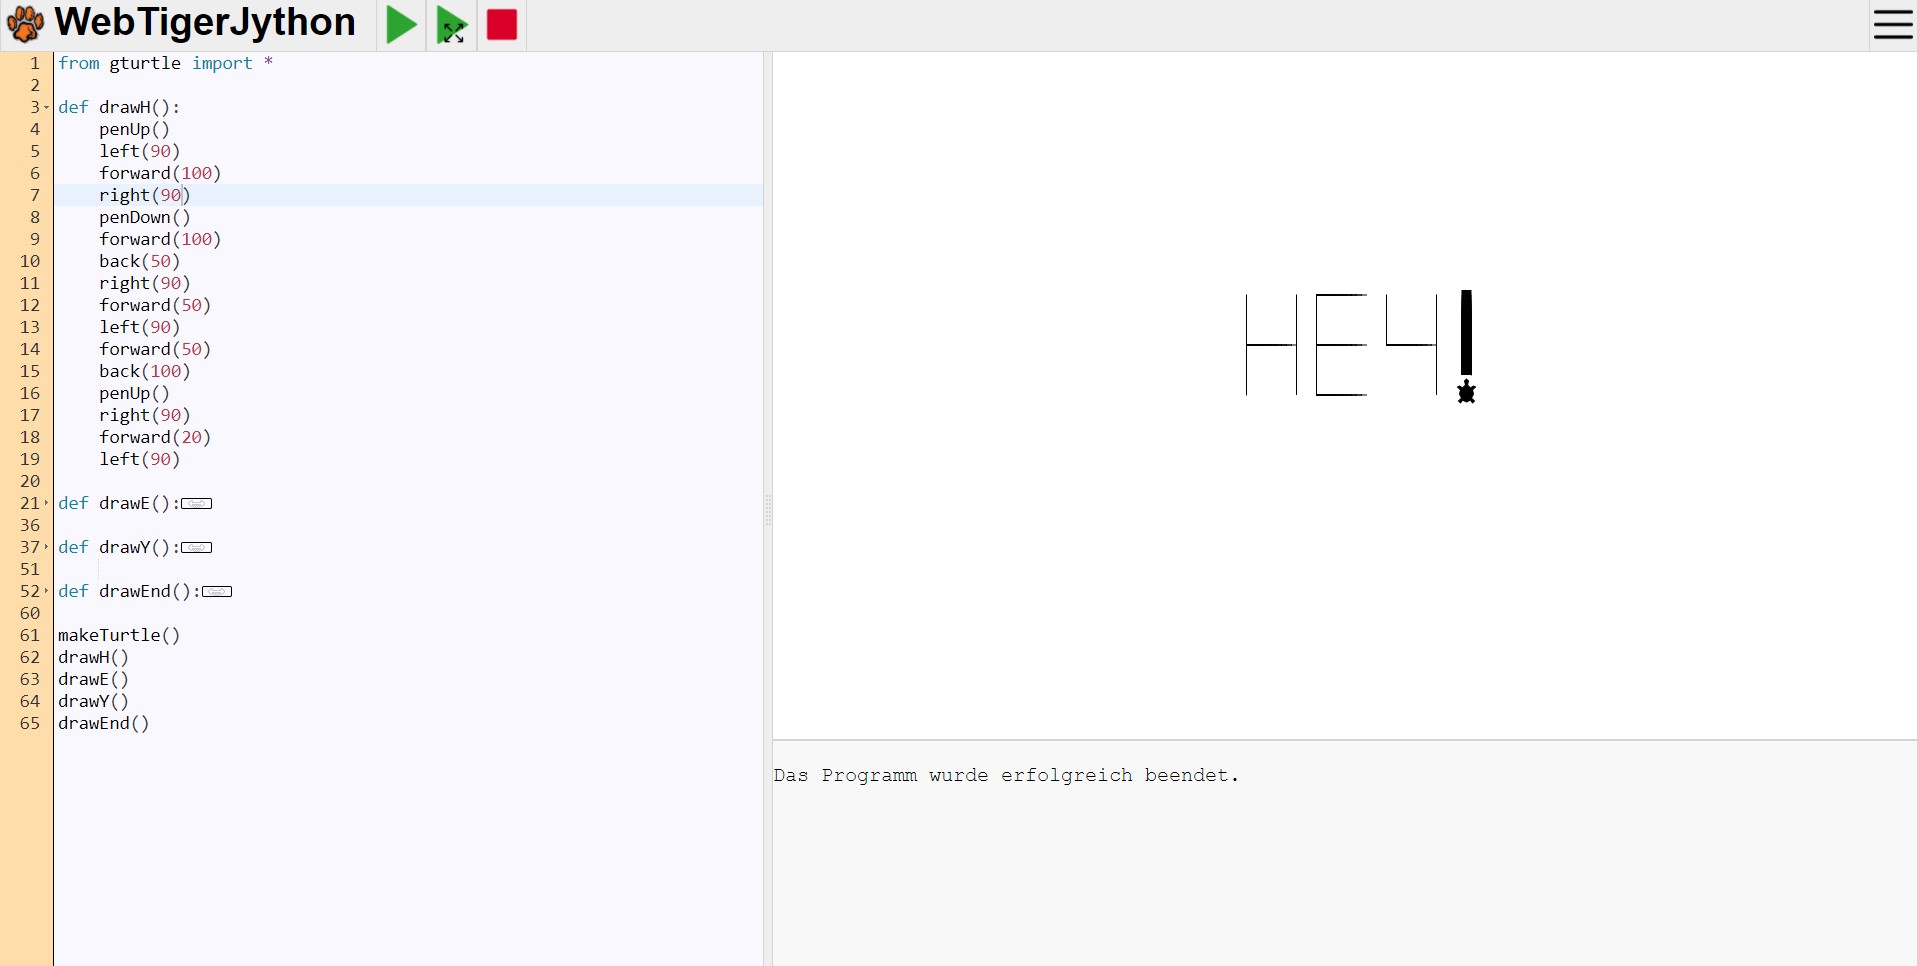 WebTigerJython
1 from gturtle import *
2
3 def drawH():
4     penUp()
5     left(90)
6     forward(100)
7     right(90)
8     penDown()
9     forward(100)
10     back(50)
11     right(90)
12     forward(50)
13     left(90)
14     forward(50)
15     back(100)
16     penUp()
17     right(90)
18     forward(20)
19     left(90)
20
21 def drawE():
36
37 def drawY():
51
52 def drawEnd():
60
61 makeTurtle()
62 drawH()
63 drawE()
64 drawY()
65 drawEnd()
HEY!
Das Programm wurde erfolgreich beendet.